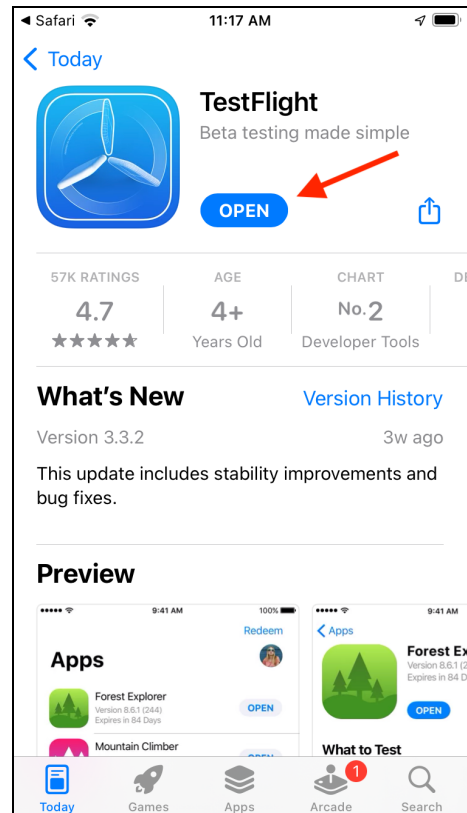 Safari
11:17 AM
Today
TestFlight
Beta testing made simple
OPEN
57K RATINGS
AGE
CHART
4.7
4+
No.2
Years Old
Developer Tools
What's New
Version History
Version 3.3.2
3w ago
This update includes stability improvements and
bug fixes.
Preview
9:41 AM
100%
Redeem
Apps
Forest Explorer
Version 8.6.1 (244)
Expires in 84 Days
OPEN
Mountain Climber
9:41 AM
Apps
Forest Ex
Version 8.6.1 (2
Expires in 84 D
OPEN
What to Test
Today
Games
Apps
1
Arcade
Search